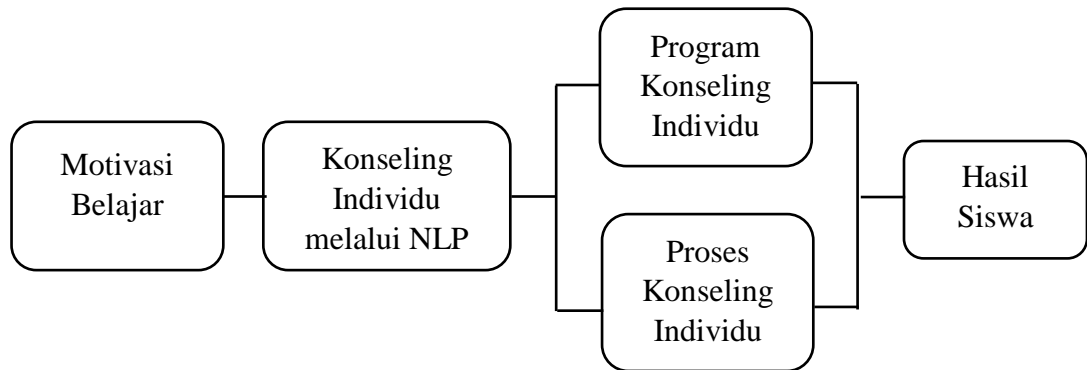 Motivasi
Belajar
Konseling
Individu
melalui NLP
Program
Konseling
Individu
Proses
Konseling
Individu
Hasil
Siswa